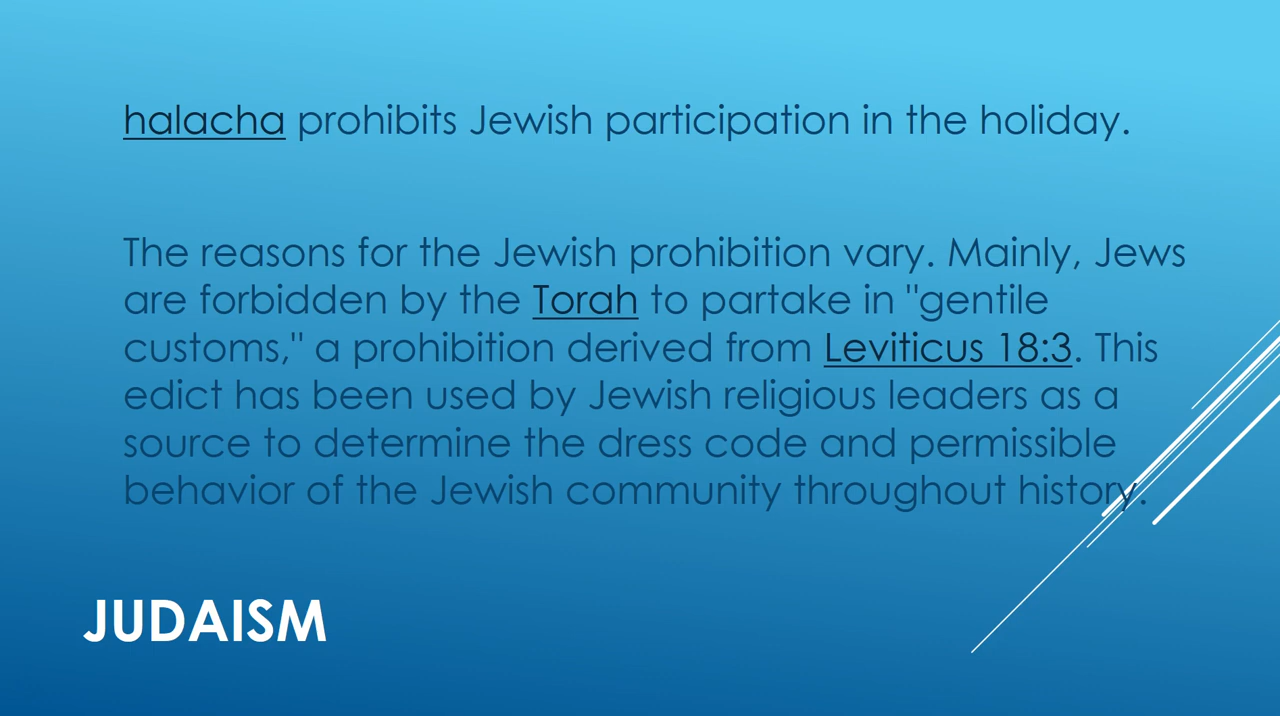 halacha prohibits Jewish participation in the holiday.
The reasons for the Jewish prohibition vary. Mainly, Jews
are forbidden by the Torah to partake in "gentile
customs," a prohibition derived from Leviticus 18:3. This
edict has been used by Jewish religious leaders as a
source to determine the dress code and permissible
behavior of the Jewish community throughout history.
JUDAISM